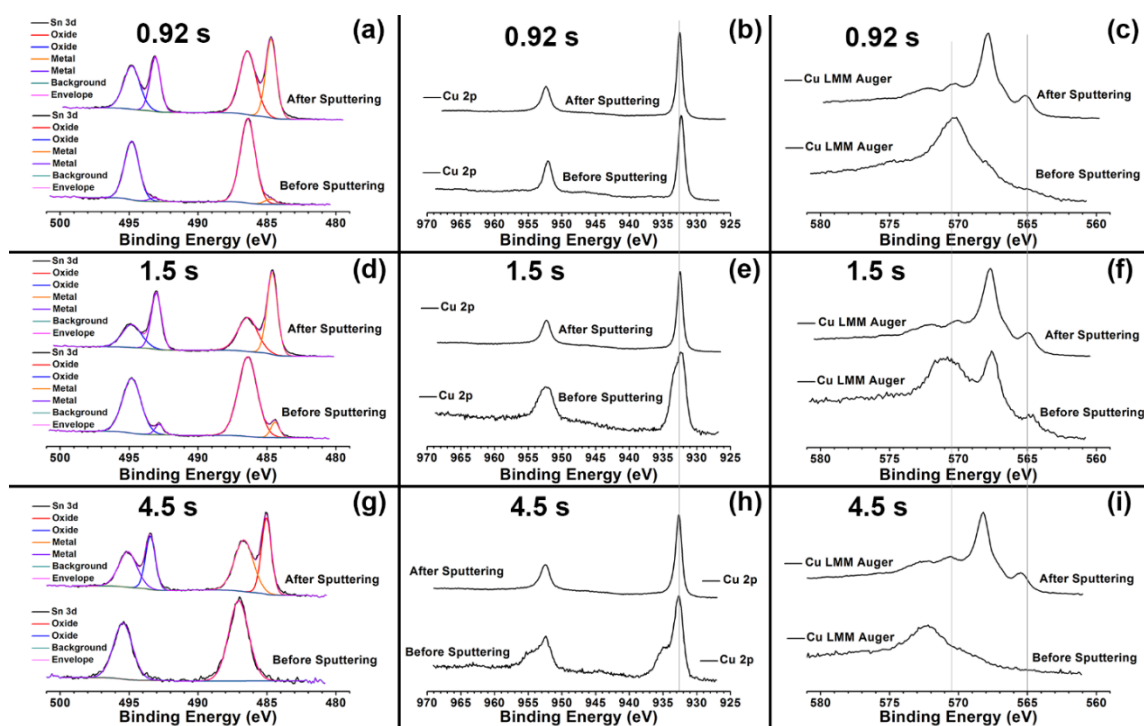 0.92 s
(a)
Sn 3d
Oxide
Oxide
Metal
Metal
Background
Envelope
After Sputtering
Sn 3d
Oxide
Oxide
Metal
Metal
Background
Envelope
Before Sputtering
500 495 490 485 480
Binding Energy (eV)
0.92 s
(b)
Cu 2p
After Sputtering
Cu 2p
Before Sputtering
970 965 960 955 950 945 940 935 930 925
Binding Energy (eV)
0.92 s
(c)
Cu LMM Auger
After Sputtering
Cu LMM Auger
Before Sputtering
580 570 560
Binding Energy (eV)
1.5 s
(d)
Sn 3d
Oxide
Oxide
Metal
Metal
Background
Envelope
After Sputtering
Sn 3d
Oxide
Oxide
Metal
Metal
Background
Envelope
Before Sputtering
500 495 490 485 480
Binding Energy (eV)
1.5 s
(e)
Cu 2p
After Sputtering
Cu 2p
Before Sputtering
970 965 960 955 950 945 940 935 930 925
Binding Energy (eV)
1.5 s
(f)
Cu LMM Auger
After Sputtering
Cu LMM Auger
Before Sputtering
580 570 560
Binding Energy (eV)
4.5 s
(g)
Sn 3d
Oxide
Oxide
Metal
Metal
Background
Envelope
After Sputtering
Sn 3d
Oxide
Oxide
Background
Envelope
Before Sputtering
500 495 490 485 480
Binding Energy (eV)
4.5 s
(h)
After Sputtering
Cu 2p
Before Sputtering
Cu 2p
970 965 960 955 950 945 940 935 930 925
Binding Energy (eV)
4.5 s
(i)
Cu LMM Auger
After Sputtering
Cu LMM Auger
Before Sputtering
580 570 560
Binding Energy (eV)